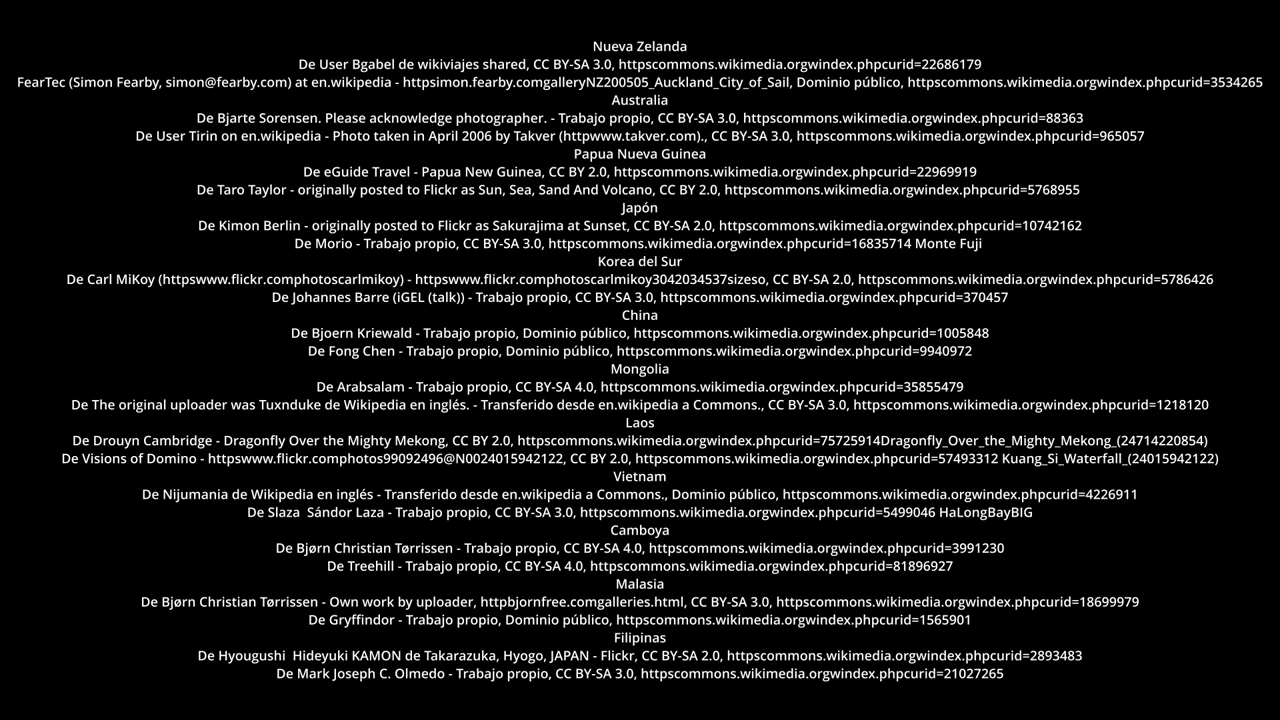 Nueva Zelanda
De User Bgabel de wikiviajes shared, CC BY-SA 3.0, httpscommons.wikimedia.orgwindex.phpcurid=22686179
FearTec (Simon Fearby, simon@fearby.com) at en.wikipedia - httpsimon.fearby.comgalleryNZ200505_Auckland_City_of_Sail, Dominio público, httpscommons.wikimedia.orgwindex.phpcurid=3534265
Australia
De Bjarte Sorensen. Please acknowledge photographer. - Trabajo propio, CC BY-SA 3.0, httpscommons.wikimedia.orgwindex.phpcurid=88363
De User Tirin on en.wikipedia - Photo taken in April 2006 by Takver (httpwww.takver.com)., CC BY-SA 3.0, httpscommons.wikimedia.orgwindex.phpcurid=965057
Papua Nueva Guinea
De eGuide Travel - Papua New Guinea, CC BY 2.0, httpscommons.wikimedia.orgwindex.phpcurid=22969919
De Taro Taylor - originally posted to Flickr as Sun, Sea, Sand And Volcano, CC BY 2.0, httpscommons.wikimedia.orgwindex.phpcurid=5768955
Japón
De Kimon Berlin - originally posted to Flickr as Sakurajima at Sunset, CC BY-SA 2.0, httpscommons.wikimedia.orgwindex.phpcurid=10742162
De Morio - Trabajo propio, CC BY-SA 3.0, httpscommons.wikimedia.orgwindex.phpcurid=16835714 Monte Fuji
Korea del Sur
De Carl MiKoy (httpswww.flickr.comphotoscarlmikoy) - httpswww.flickr.comphotoscarlmikoy3042034537sizeso, CC BY-SA 2.0, httpscommons.wikimedia.orgwindex.phpcurid=5786426
De Johannes Barre (iGEL (talk)) - Trabajo propio, CC BY-SA 3.0, httpscommons.wikimedia.orgwindex.phpcurid=370457
China
De Bjoern Kriewald - Trabajo propio, Dominio público, httpscommons.wikimedia.orgwindex.phpcurid=1005848
De Fong Chen - Trabajo propio, Dominio público, httpscommons.wikimedia.orgwindex.phpcurid=9940972
Mongolia
De Arabsalam - Trabajo propio, CC BY-SA 4.0, httpscommons.wikimedia.orgwindex.phpcurid=35855479
De The original uploader was Tuxnduke de Wikipedia en inglés. - Transferido desde en.wikipedia a Commons., CC BY-SA 3.0, httpscommons.wikimedia.orgwindex.phpcurid=1218120
Laos
De Drouyn Cambridge - Dragonfly Over the Mighty Mekong, CC BY 2.0, httpscommons.wikimedia.orgwindex.phpcurid=75725914Dragonfly_Over_the_Mighty_Mekong_(24714220854)
De Visions of Domino - httpswww.flickr.comphotos99092496@N0024015942122, CC BY 2.0, httpscommons.wikimedia.orgwindex.phpcurid=57493312 Kuang_Si_Waterfall_(24015942122)
Vietnam
De Nijumania de Wikipedia en inglés - Transferido desde en.wikipedia a Commons., Dominio público, httpscommons.wikimedia.orgwindex.phpcurid=4226911
De Slaza  Sándor Laza - Trabajo propio, CC BY-SA 3.0, httpscommons.wikimedia.orgwindex.phpcurid=5499046 HaLongBayBIG
Camboya
De Bjørn Christian Tørrissen - Trabajo propio, CC BY-SA 4.0, httpscommons.wikimedia.orgwindex.phpcurid=3991230
De Treehill - Trabajo propio, CC BY-SA 4.0, httpscommons.wikimedia.orgwindex.phpcurid=81896927
Malasia
De Bjørn Christian Tørrissen - Own work by uploader, httpbjornfree.comgalleries.html, CC BY-SA 3.0, httpscommons.wikimedia.orgwindex.phpcurid=18699979
De Gryffindor - Trabajo propio, Dominio público, httpscommons.wikimedia.orgwindex.phpcurid=1565901
Filipinas
De Hyougushi  Hideyuki KAMON de Takarazuka, Hyogo, JAPAN - Flickr, CC BY-SA 2.0, httpscommons.wikimedia.orgwindex.phpcurid=2893483
De Mark Joseph C. Olmedo - Trabajo propio, CC BY-SA 3.0, httpscommons.wikimedia.orgwindex.phpcurid=21027265